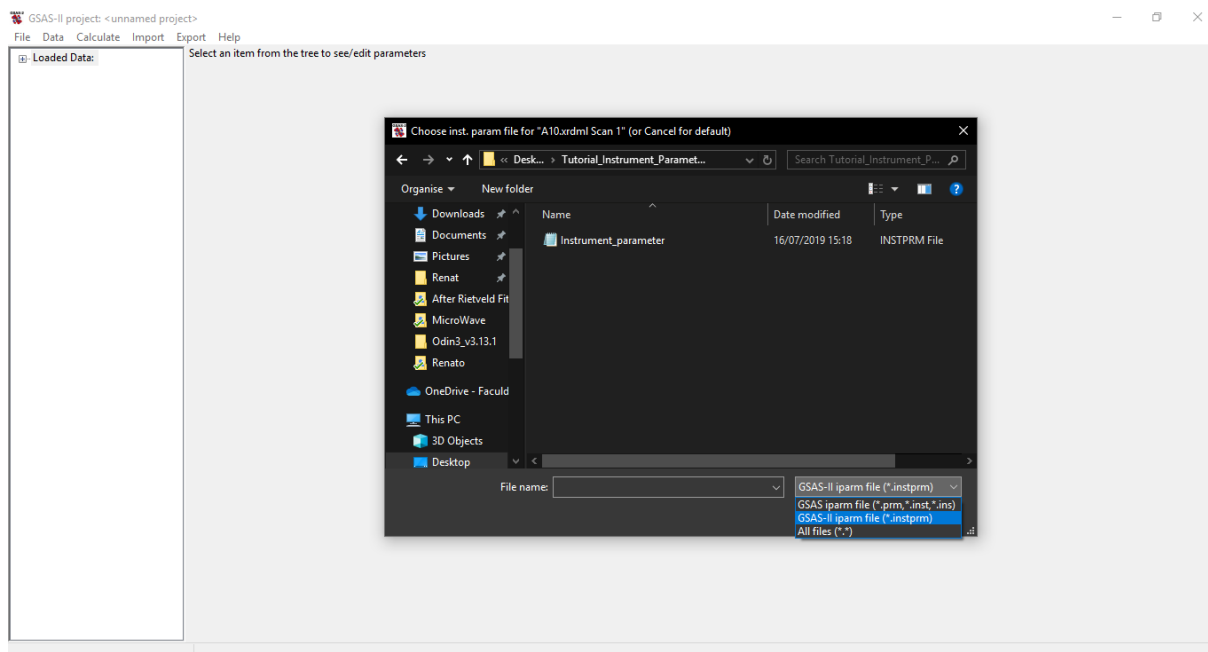 GSAS-II project: <unnamed project>
File Data Calculate Import Export Help
Loaded Data:
Select an item from the tree to see/edit parameters
Choose inst. param file for "A10.xrdml Scan 1" (or Cancel for default)
« Desk... › Tutorial_Instrument_Paramet...
Search Tutorial_Instrument_P...
Organise New folder
Name Date modified Type
Downloads
Documents
Pictures
Renat
After Rietveld Fit
MicroWave
Odin3_v3.13.1
Renato
OneDrive - Faculd
This PC
3D Objects
Desktop
Instrument_parameter 16/07/2019 15:18 INSTPRM File
File name:
GSAS-II iparm file (*.instprm)
GSAS iparm file (*.prm,*.inst,*.ins)
GSAS-II iparm file (*.instprm)
All files (*.*)